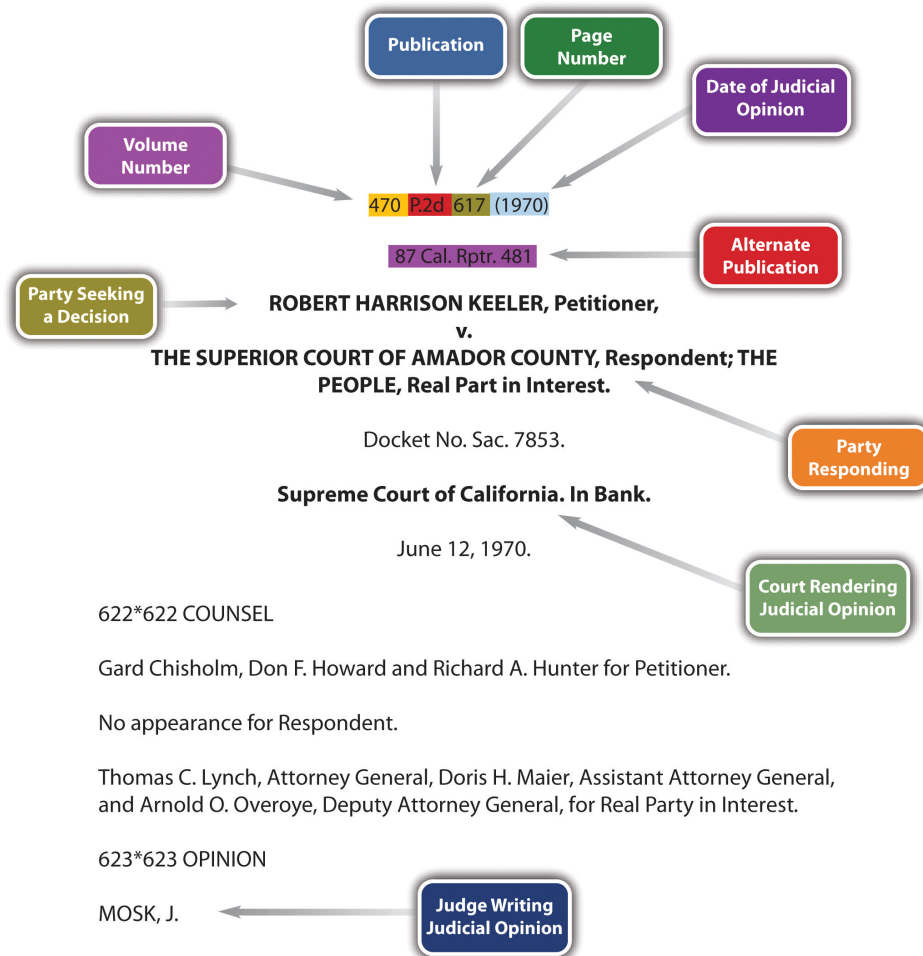 Publication
Page
Number
Date of Judicial
Opinion
Volume
Number
470 P.2d 617 (1970)
87 Cal. Rptr. 481
Alternate
Publication
Party Seeking
a Decision
ROBERT HARRISON KEELER, Petitioner,
v.
THE SUPERIOR COURT OF AMADOR COUNTY, Respondent; THE
PEOPLE, Real Part in Interest.
Docket No. Sac. 7853.
Party
Responding
Supreme Court of California. In Bank.
June 12, 1970.
Court Rendering
Judicial Opinion
622*622 COUNSEL
Gard Chisholm, Don F. Howard and Richard A. Hunter for Petitioner.
No appearance for Respondent.
Thomas C. Lynch, Attorney General, Doris H. Maier, Assistant Attorney General,
and Arnold O. Overoye, Deputy Attorney General, for Real Party in Interest.
623*623 OPINION
MOSK, J.
Judge Writing
Judicial Opinion